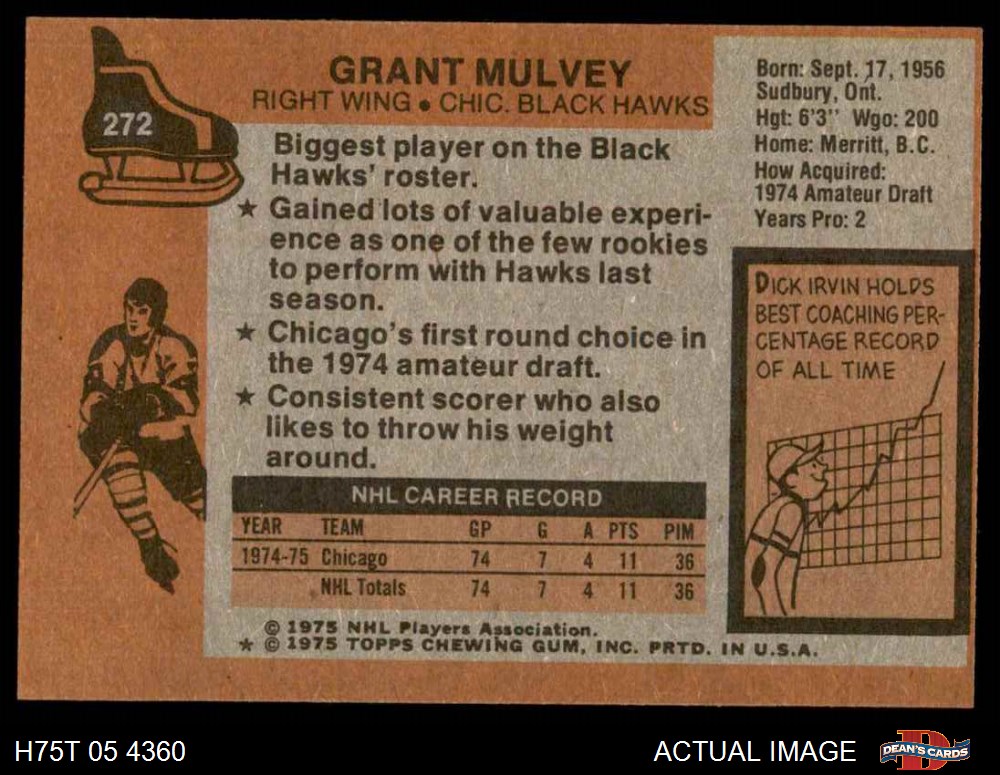 272
GRANT MULVEY
RIGHT WING • CHIC. BLACK HAWKS
Biggest player on the Black
Hawks' roster.
★ Gained lots of valuable experi-
ence as one of the few rookies
to perform with Hawks last
season.
★ Chicago's first round choice in
the 1974 amateur draft.
★ Consistent scorer who also
likes to throw his weight
around.
Born: Sept. 17, 1956
Sudbury, Ont.
Hgt: 6'3" Wgo: 200
Home: Merritt, B.C.
How Acquired:
1974 Amateur Draft
Years Pro: 2
DICK IRVIN HOLDS
BEST COACHING PER-
CENTAGE RECORD
OF ALL TIME
NHL CAREER RECORD
YEAR TEAM GP G A PTS PIM
1974-75 Chicago 74 7 4 11 36
NHL Totals 74 7 4 11 36
© 1975 NHL Players Association.
★ © 1975 TOPPS CHEWING GUM, INC. PRTD. IN U.S.A.
H75T 05 4360
ACTUAL IMAGE
D
DEAN'S CARDS